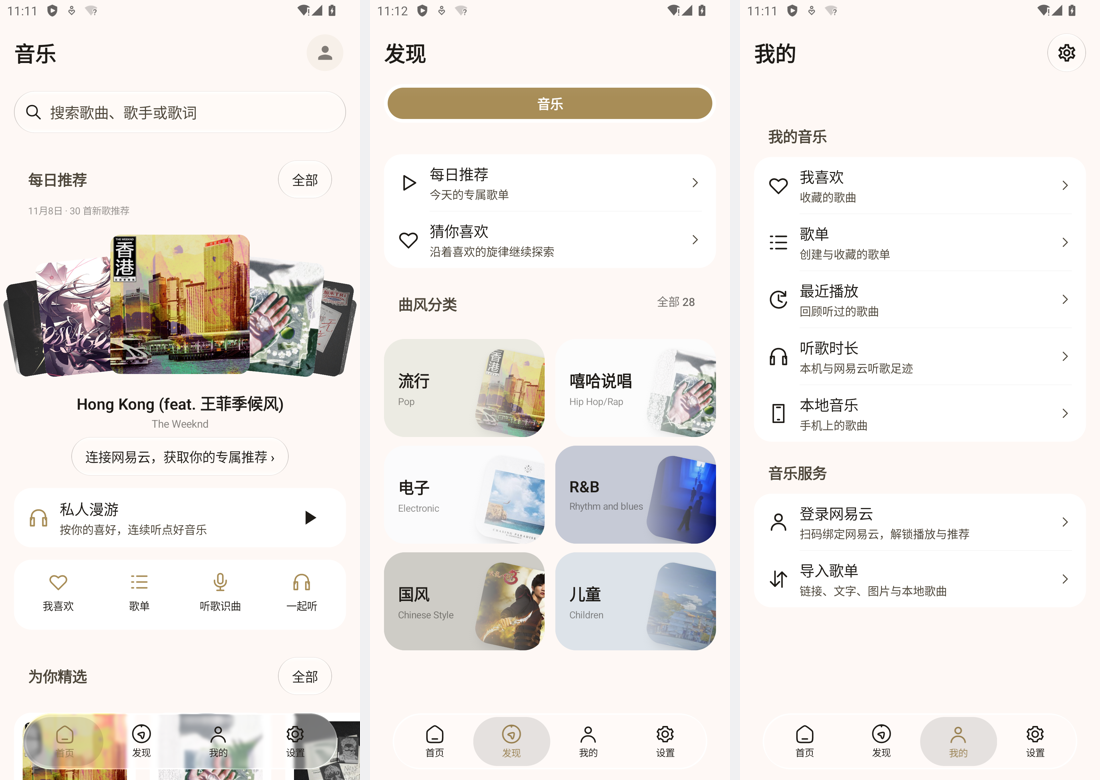 11:11
音乐
搜索歌曲、歌手或歌词
每日推荐
全部
11月8日 · 30 首新歌推荐
香港
Hong Kong (feat. 王菲季候风)
The Weeknd
连接网易云，获取你的专属推荐 ›
私人漫游
按你的喜好，连续听点好音乐
我喜欢
歌单
听歌识曲
一起听
为你精选
全部
首页
发现
我的
设置
11:12
发现
音乐
每日推荐
今天的专属歌单
猜你喜欢
沿着喜欢的旋律继续探索
曲风分类
全部 28
流行
Pop
香港
嘻哈说唱
Hip Hop/Rap
电子
Electronic
R&B
Rhythm and blues
国风
Chinese Style
儿童
Children
首页
发现
我的
设置
11:11
我的
我的音乐
我喜欢
收藏的歌曲
歌单
创建与收藏的歌单
最近播放
回顾听过的歌曲
听歌时长
本机与网易云听歌足迹
本地音乐
手机上的歌曲
音乐服务
登录网易云
扫码绑定网易云，解锁播放与推荐
导入歌单
链接、文字、图片与本地歌曲
首页
发现
我的
设置